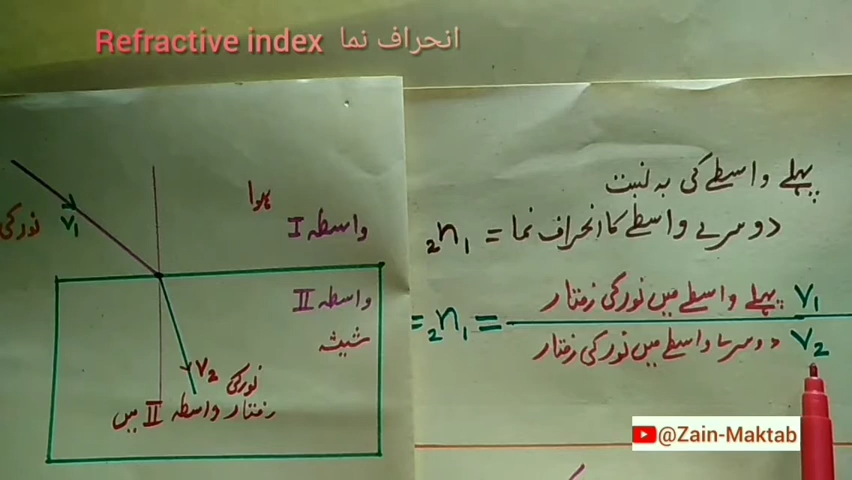 Refractive index انحراف نما
ہوا
نور کی
V₁
واسطہ I
واسطہ II
شیشہ
V₂
نور کی
رفتار واسطہ II میں
پہلے واسطے کی بہ نسبت
دوسرے واسطے کا انحراف نما = ₂n₁
= ₂n₁ =
پہلے واسطے میں نور کی رفتار V₁
دوسرے واسطے میں نور کی رفتار V₂
@Zain-Maktab